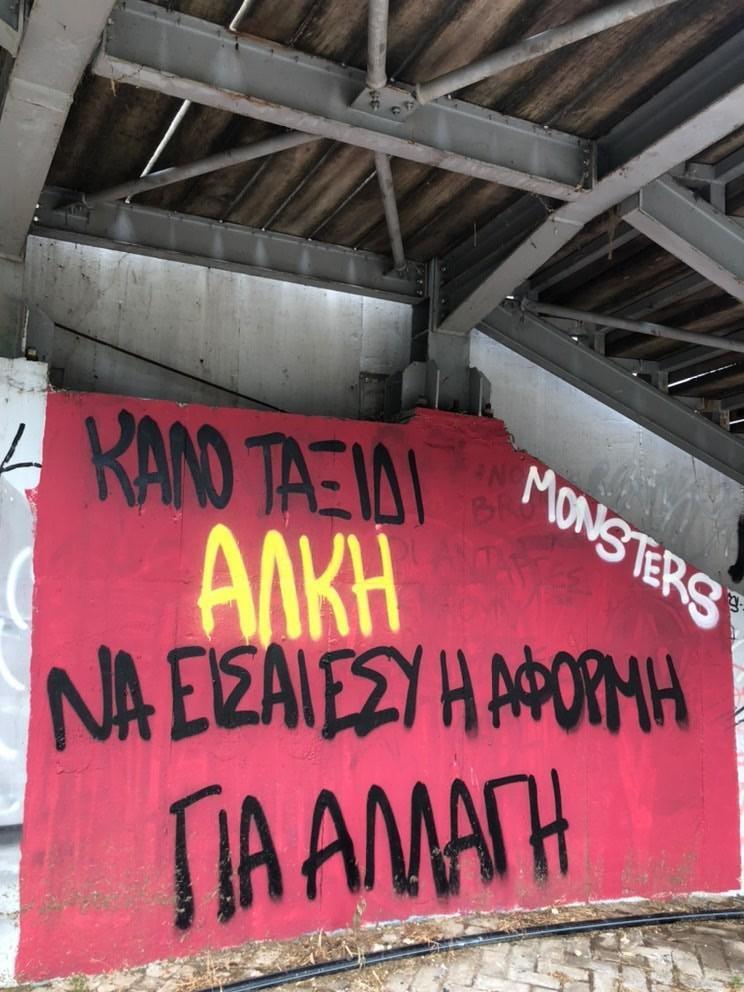 ΚΑΛΟ ΤΑΞΙΔΙ
MONSTERS
ΑΛΚΗ
ΝΑ ΕΙΣΑΙ ΕΣΥ Η ΑΦΟΡΜΗ
ΓΙΑ ΑΛΛΑΓΗ